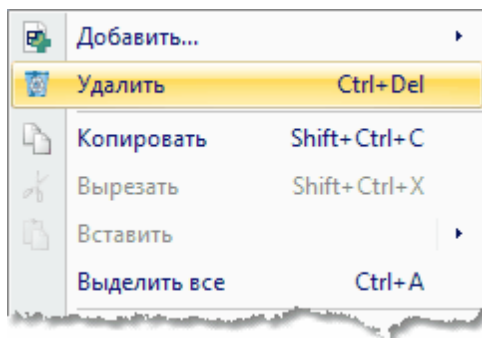 Добавить...
Удалить Ctrl+Del
Копировать Shift+Ctrl+C
Вырезать Shift+Ctrl+X
Вставить
Выделить все Ctrl+A